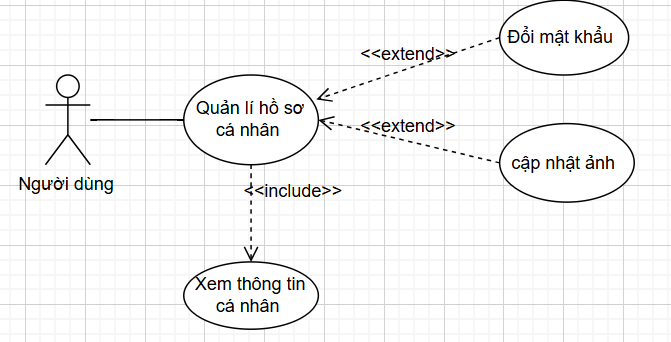 Đổi mật khẩu
<<extend>>
Quản lí hồ sơ
cá nhân
<<extend>>
cập nhật ảnh
Người dùng
<<include>>
Xem thông tin
cá nhân